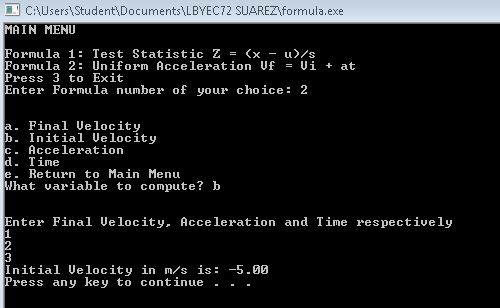 C:\Users\Student\Documents\LBYEC72 SUAREZ\formula.exe
MAIN MENU
Formula 1: Test Statistic Z = (x - u)/s
Formula 2: Uniform Acceleration Vf = Vi + at
Press 3 to Exit
Enter Formula number of your choice: 2
a. Final Velocity
b. Initial Velocity
c. Acceleration
d. Time
e. Return to Main Menu
What variable to compute? b
Enter Final Velocity, Acceleration and Time respectively
1
2
3
Initial Velocity in m/s is: -5.00
Press any key to continue . . .